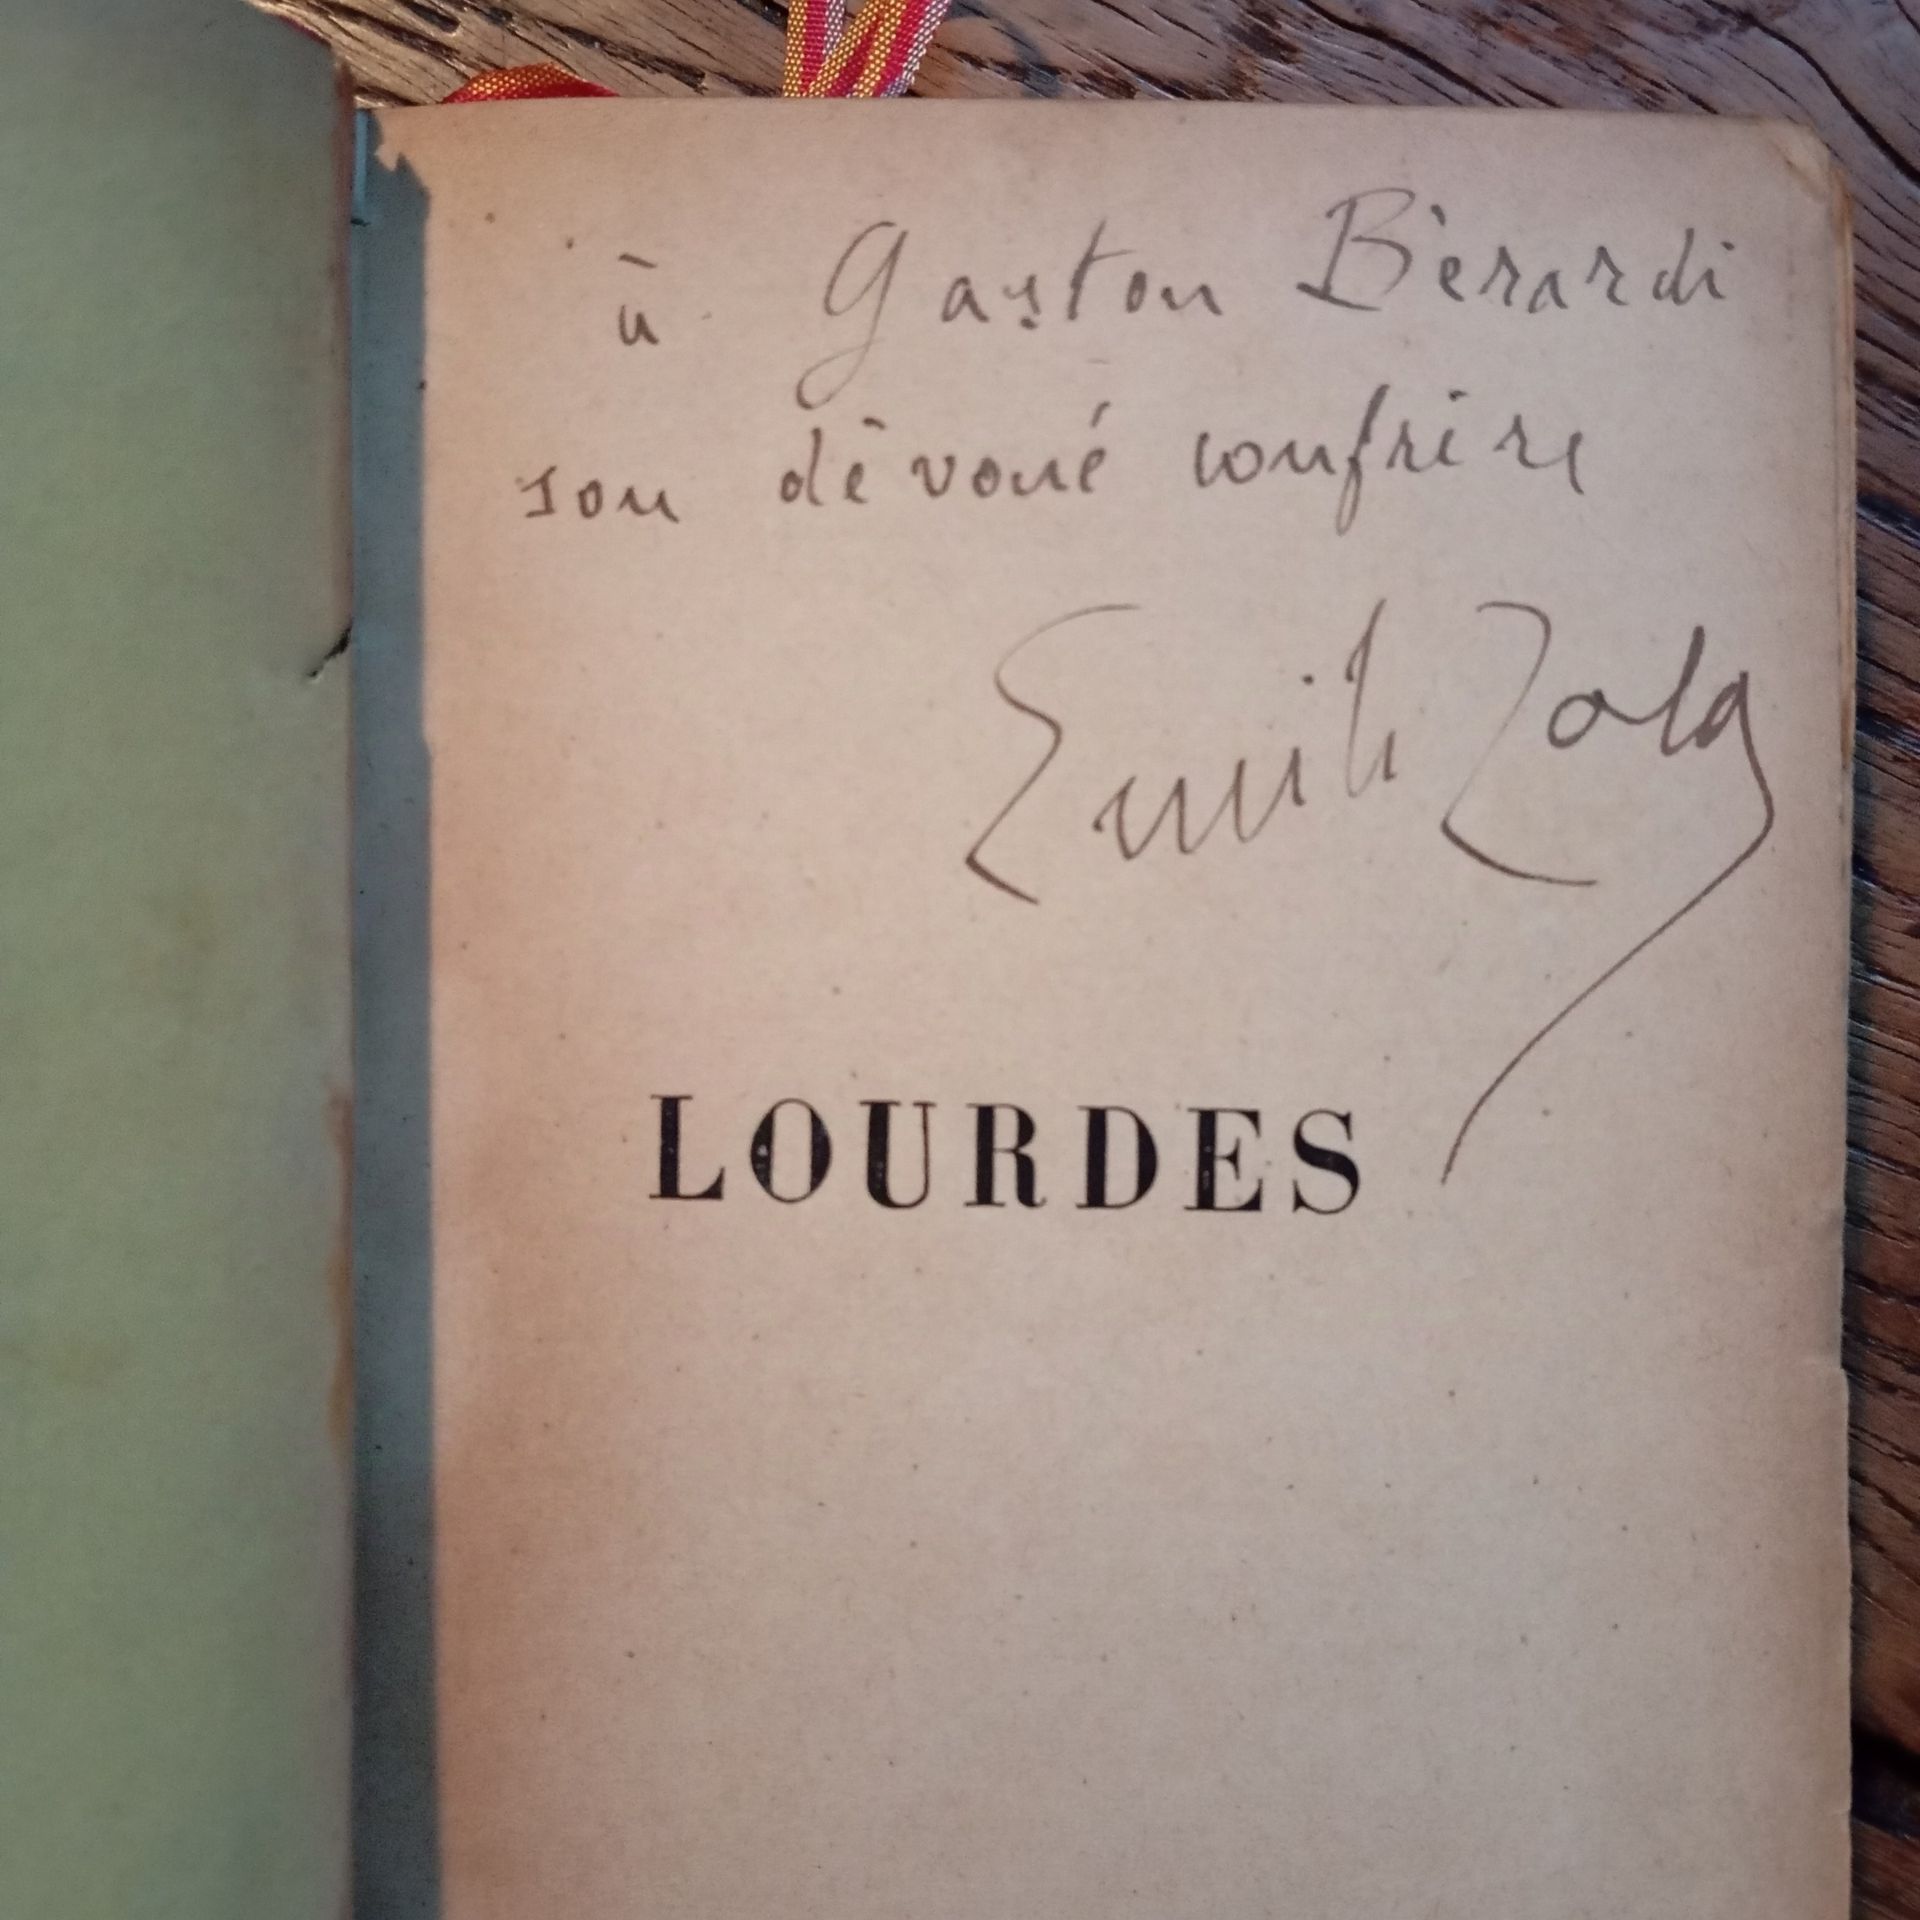 à Gaston Bérardi
son dévoué confrère
Emile Zola
LOURDES